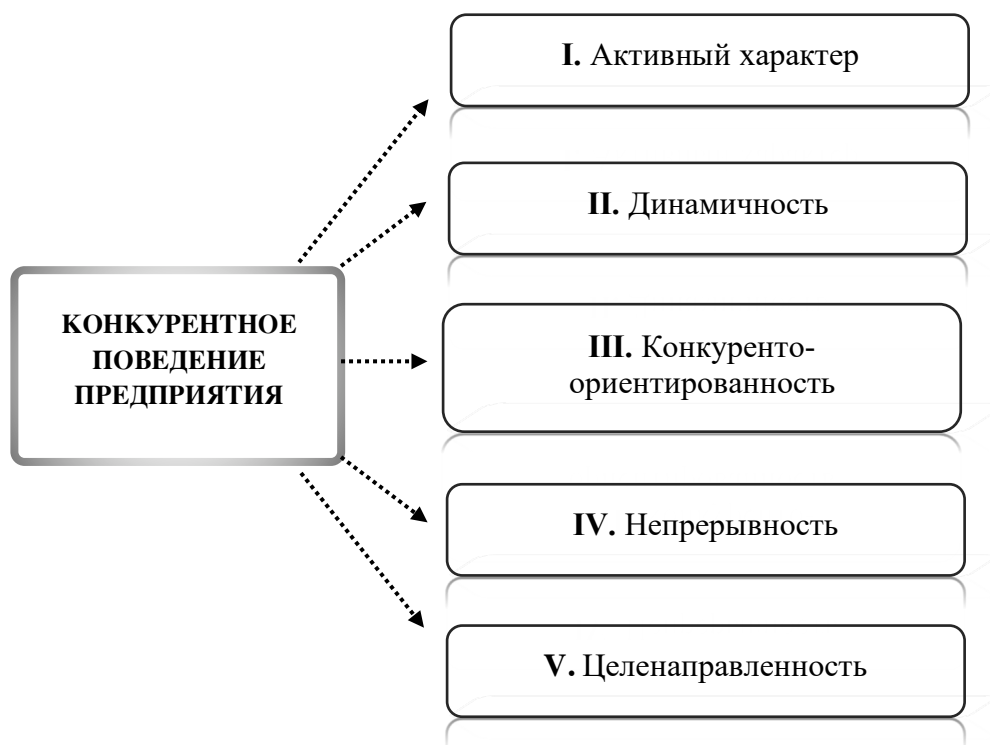 I. Активный характер
II. Динамичность
КОНКУРЕНТНОЕ
ПОВЕДЕНИЕ
ПРЕДПРИЯТИЯ
III. Конкуренто-
ориентированность
IV. Непрерывность
V. Целенаправленность